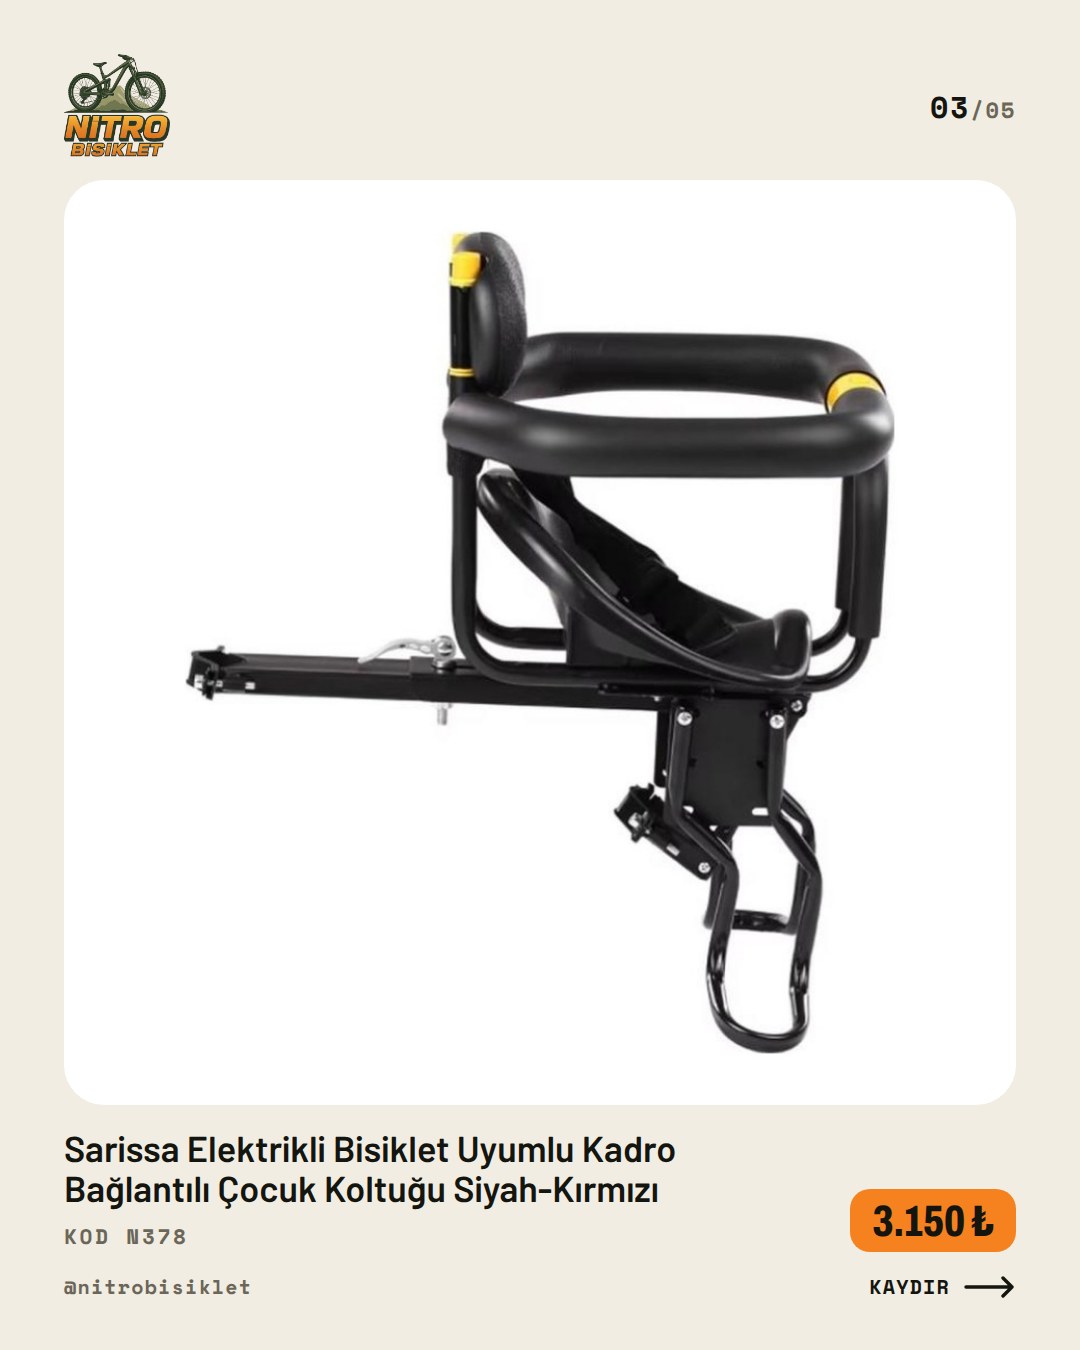 NiTRO
BISIKLET
03/05
Sarissa Elektrikli Bisiklet Uyumlu Kadro
Bağlantılı Çocuk Koltuğu Siyah-Kırmızı
KOD N378
3.150 ₺
@nitrobisiklet
KAYDIR